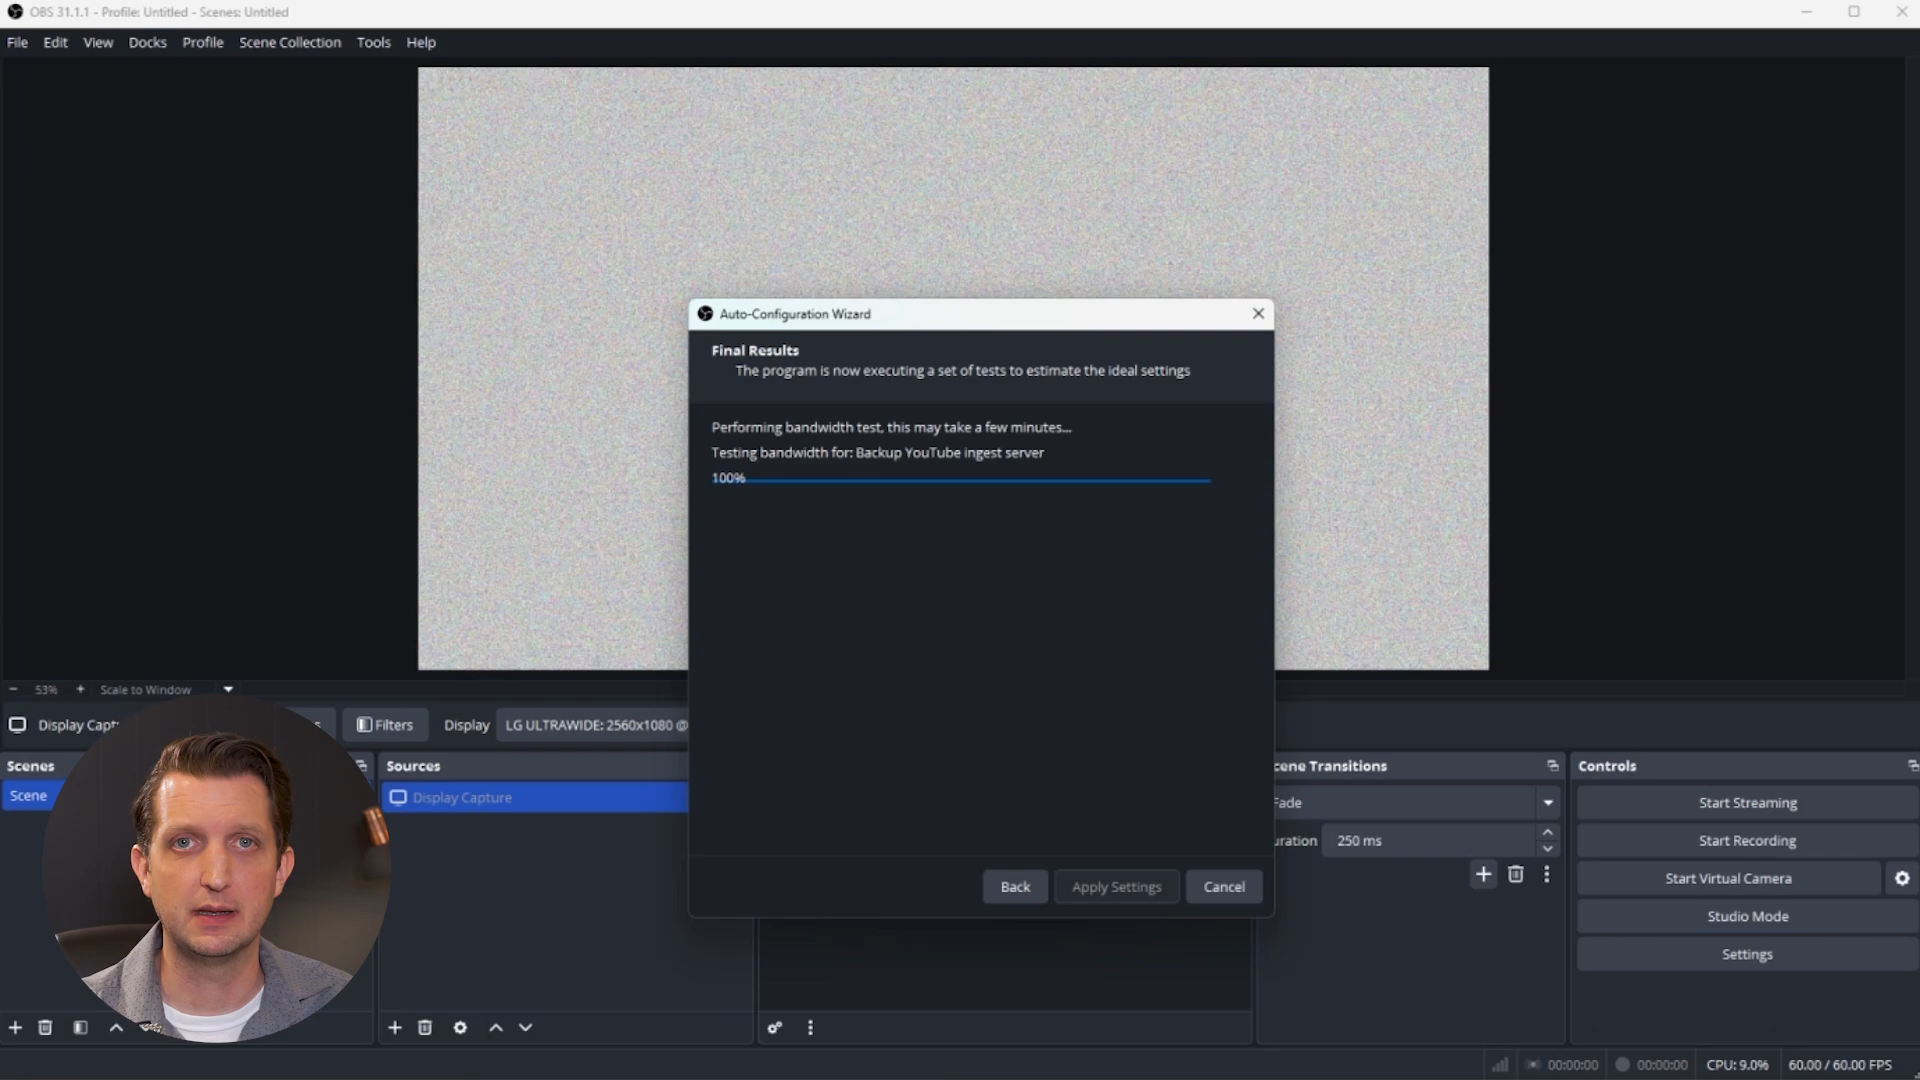 OBS 31.1.1 - Profile: Untitled - Scenes: Untitled
File Edit View Docks Profile Scene Collection Tools Help
Auto-Configuration Wizard
Final Results
The program is now executing a set of tests to estimate the ideal settings
Performing bandwidth test, this may take a few minutes...
Testing bandwidth for: Backup YouTube ingest server
100%
Back Apply Settings Cancel
53% Scale to Window
Filters Display LG ULTRAWIDE: 2560x1080 @
Scenes
Scene
Sources
Display Capture
Fade
250 ms
Controls
Start Streaming
Start Recording
Start Virtual Camera
Studio Mode
Settings
Transitions
00:00:00 00:00:00 CPU: 9.0% 60.00 / 60.00 FPS